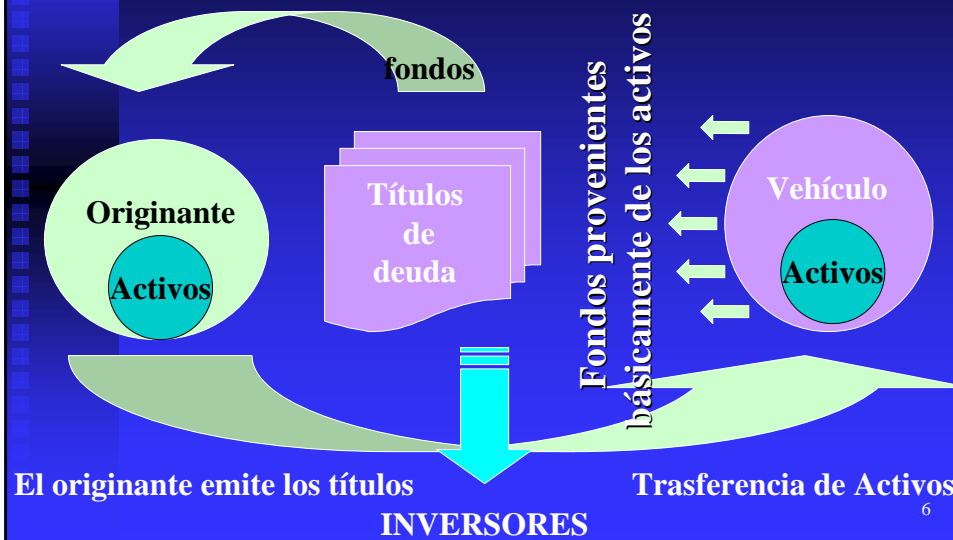 fondos
Originante
Activos
Títulos
de
deuda
Fondos provenientes
básicamente de los activos
Vehículo
Activos
El originante emite los títulos
Trasferencia de Activos
INVERSORES
6